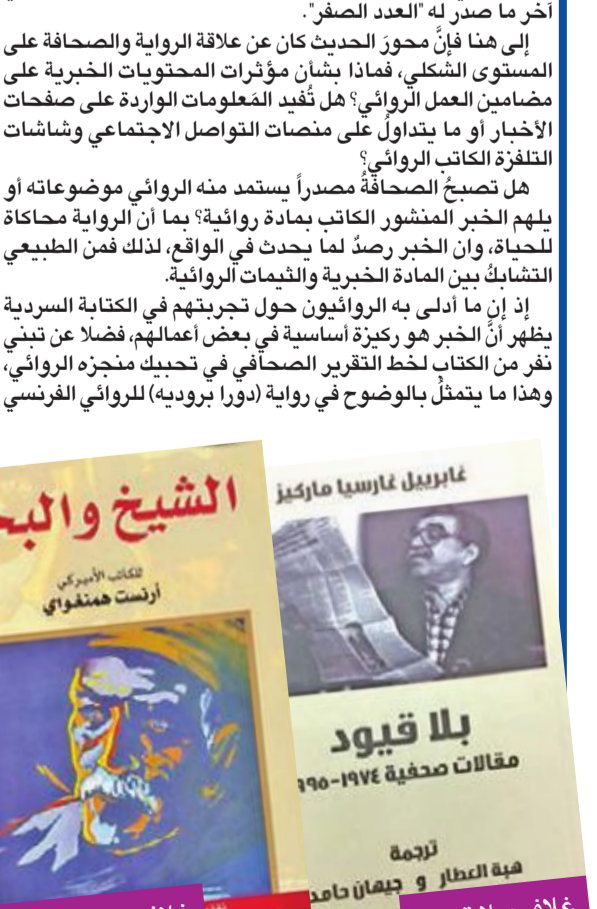 آخر ما صدر له "العدد الصفر".
إلى هنا فإنَّ محورَ الحديث كان عن علاقة الرواية والصحافة على
المستوى الشكلي، فماذا بشأن مؤثرات المحتويات الخبرية على
مضامين العمل الروائي؟ هل تُفيد المَعلومات الواردة على صفحات
الأخبار أو ما يتداولُ على منصات التواصل الاجتماعي وشاشات
التلفزة الكاتب الروائي؟
هل تصبحُ الصحافةُ مصدراً يستمد منه الروائي موضوعاته أو
يلهم الخبر المنشور الكاتب بمادة روائية؟ بما أن الرواية محاكاة
للحياة، وان الخبر رصدٌ لما يحدث في الواقع، لذلك فمن الطبيعي
التشابكُ بين المادة الخبرية والثيمات الروائية.
إذ إن ما أدلى به الروائيون حول تجربتهم في الكتابة السردية
يظهر أنَّ الخبر هو ركيزة أساسية في بعض أعمالهم، فضلا عن تبني
نفر من الكتاب لخط التقرير الصحافي في تحبيك منجزه الروائي،
وهذا ما يتمثلُ بالوضوح في رواية (دورا بروديه) للروائي الفرنسي
غابرييل غارسيا ماركيز
بلا قيود
مقالات صحفية ١٩٧٤-١٩٩٥
ترجمة
هبة العطار و جيهان حامد
الشيخ والبح
للكاتب الأميركي
أرنست همنغواي